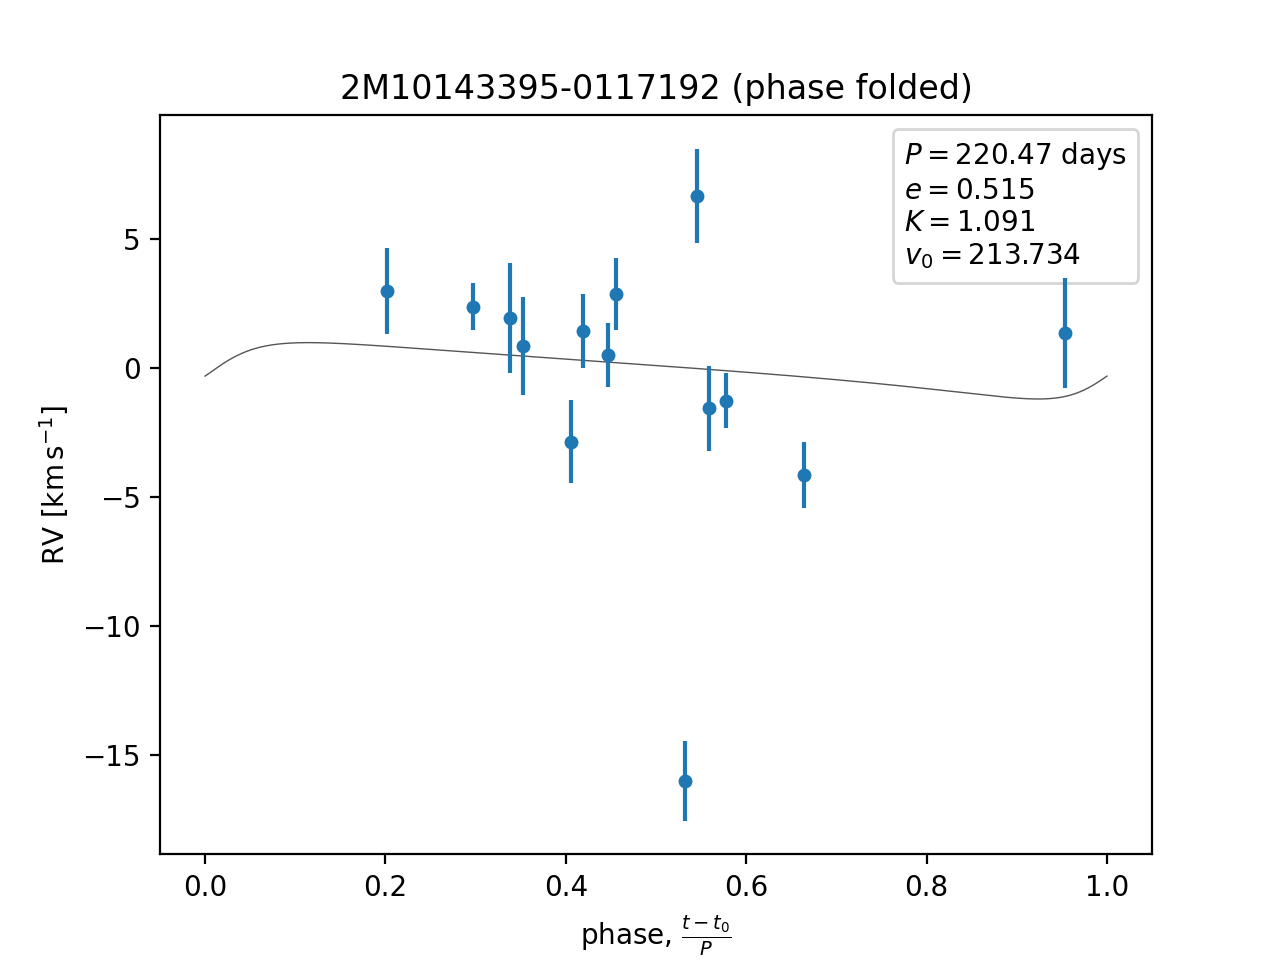 2M10143395-0117192 (phase folded)
P = 220.47 days
e = 0.515
K = 1.091
v₀ = 213.734
5
0
−5
−10
−15
RV [km s⁻¹]
0.0 0.2 0.4 0.6 0.8 1.0
phase, (t − t₀)/P